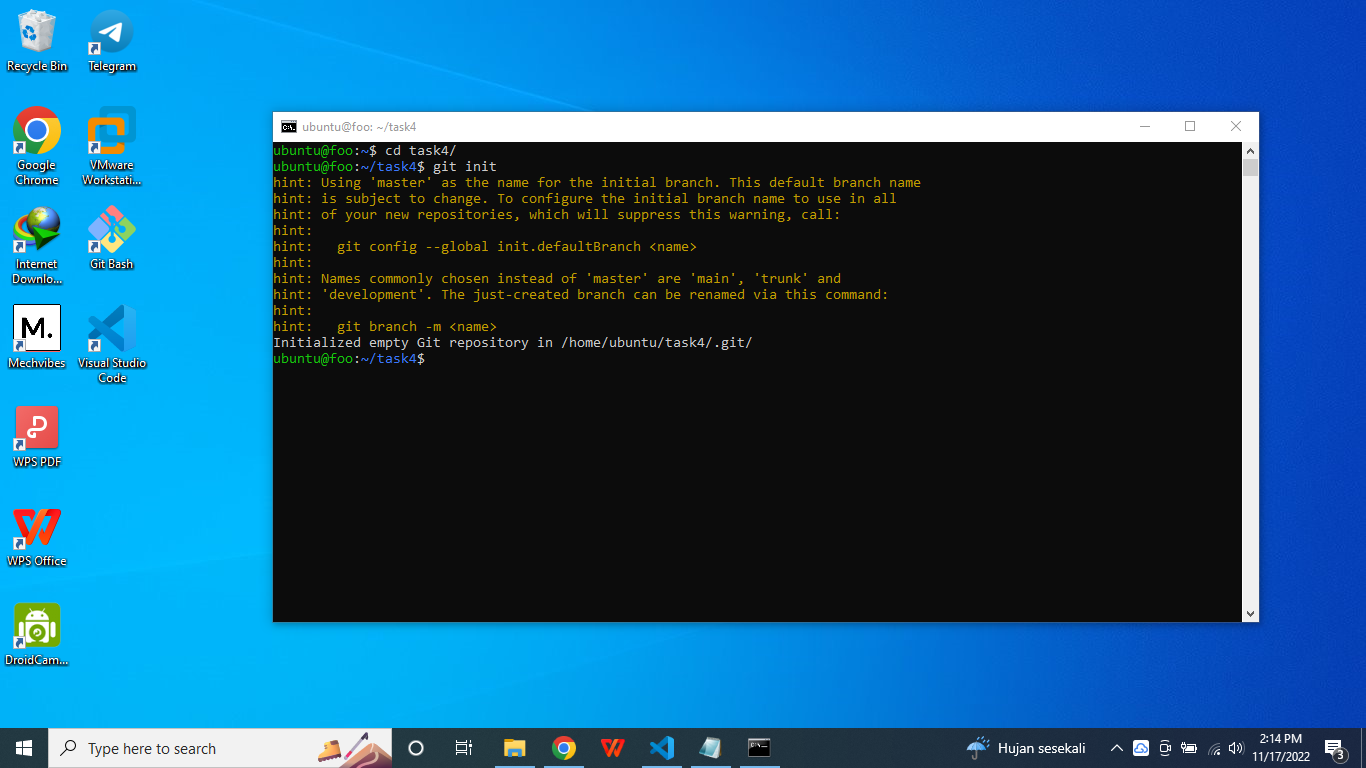 Recycle Bin
Telegram
Google
Chrome
VMware
Workstati...
Internet
Downlo...
Git Bash
M.
Mechvibes
Visual Studio
Code
WPS PDF
WPS Office
DroidCam...
C:\.
ubuntu@foo: ~/task4
ubuntu@foo:~$ cd task4/
ubuntu@foo:~/task4$ git init
hint: Using 'master' as the name for the initial branch. This default branch name
hint: is subject to change. To configure the initial branch name to use in all
hint: of your new repositories, which will suppress this warning, call:
hint:
hint:   git config --global init.defaultBranch <name>
hint:
hint: Names commonly chosen instead of 'master' are 'main', 'trunk' and
hint: 'development'. The just-created branch can be renamed via this command:
hint:
hint:   git branch -m <name>
Initialized empty Git repository in /home/ubuntu/task4/.git/
ubuntu@foo:~/task4$
Type here to search
Hujan sesekali
2:14 PM
11/17/2022
3